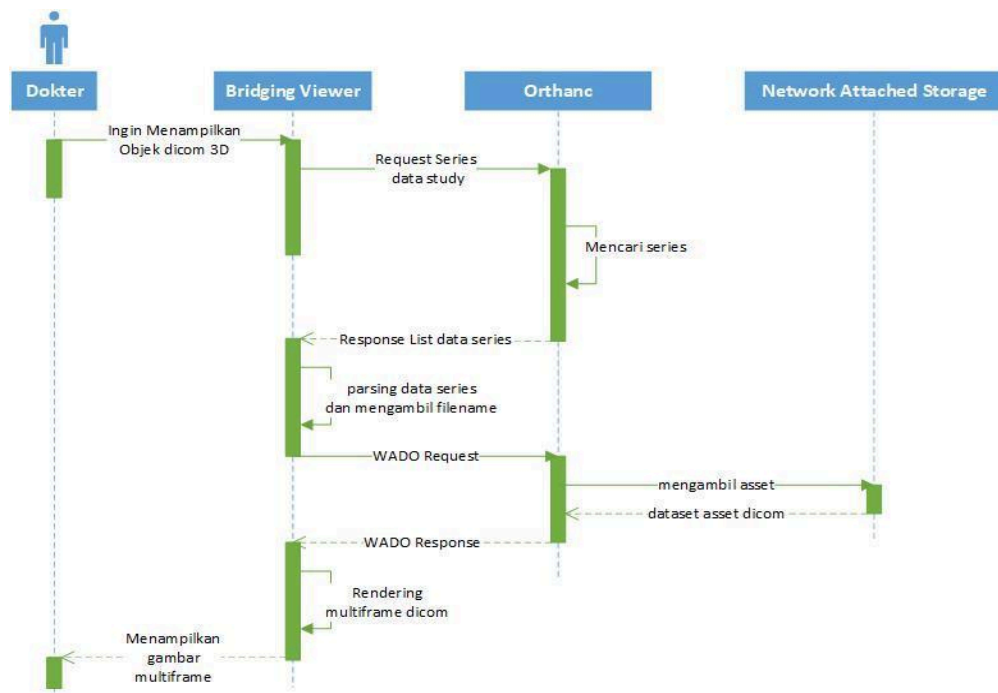 Dokter
Bridging Viewer
Orthanc
Network Attached Storage
Ingin Menampilkan
Objek dicom 3D
Request Series
data study
Mencari series
Response List data series
parsing data series
dan mengambil filename
WADO Request
mengambil asset
dataset asset dicom
WADO Response
Rendering
multiframe dicom
Menampilkan
gambar
multiframe